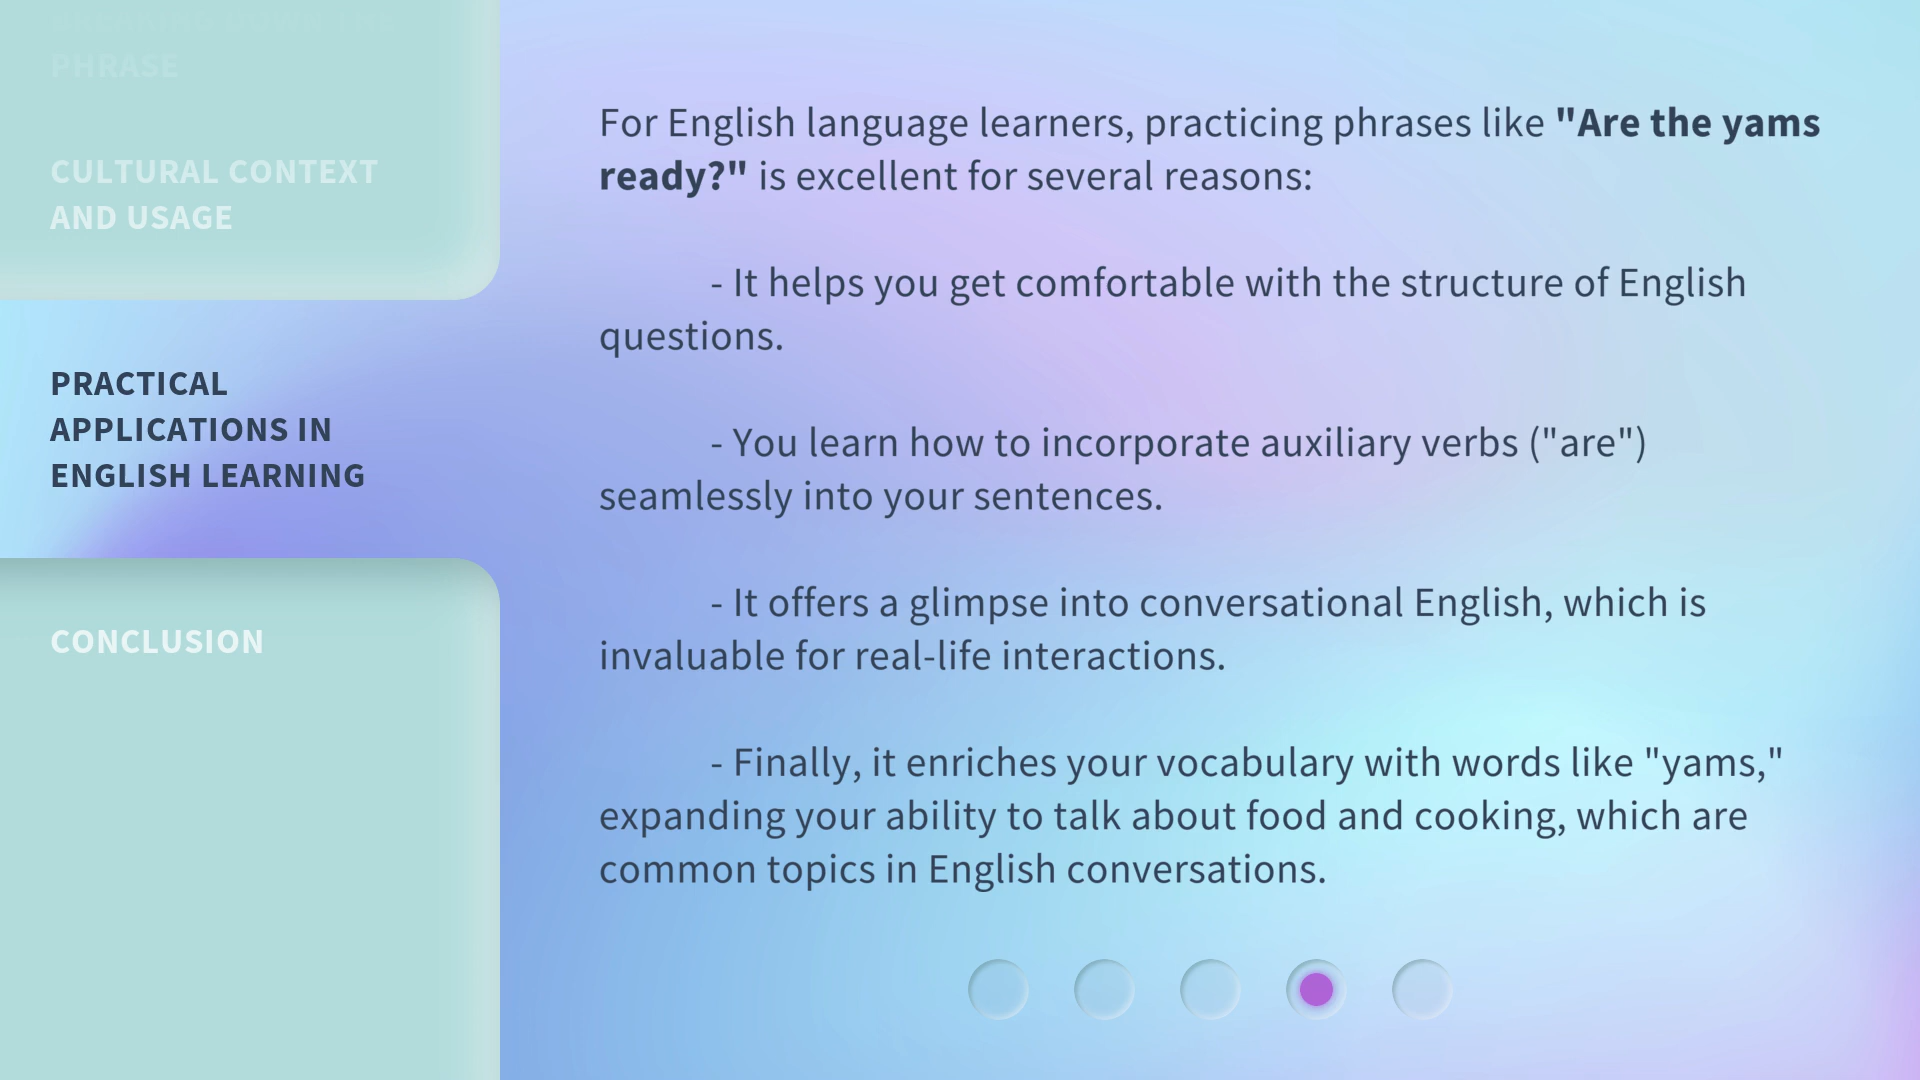 BREAKING DOWN THE
PHRASE
CULTURAL CONTEXT
AND USAGE
PRACTICAL
APPLICATIONS IN
ENGLISH LEARNING
CONCLUSION
For English language learners, practicing phrases like "Are the yams
ready?" is excellent for several reasons:
- It helps you get comfortable with the structure of English
questions.
- You learn how to incorporate auxiliary verbs ("are")
seamlessly into your sentences.
- It offers a glimpse into conversational English, which is
invaluable for real-life interactions.
- Finally, it enriches your vocabulary with words like "yams,"
expanding your ability to talk about food and cooking, which are
common topics in English conversations.